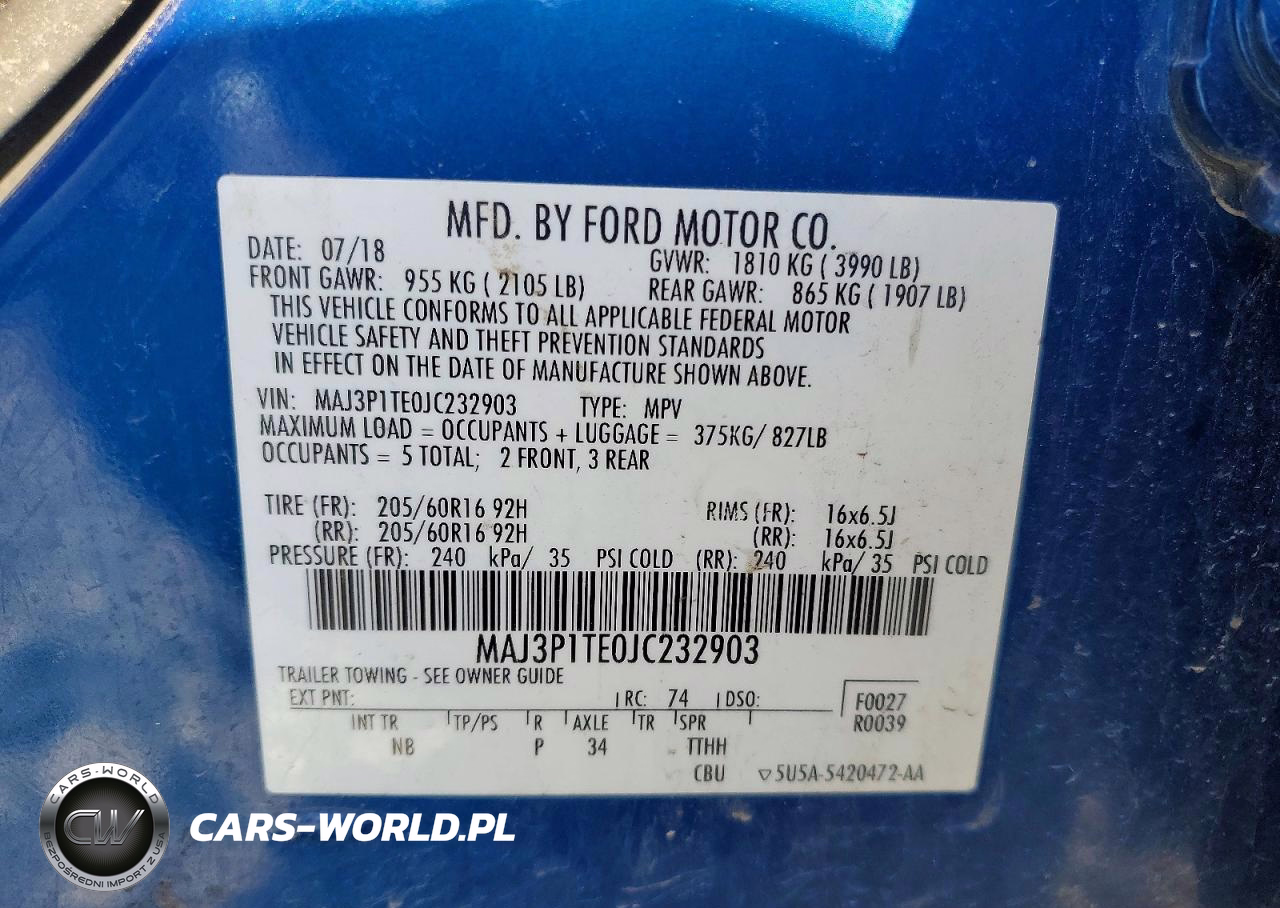 MFD. BY FORD MOTOR CO.
DATE: 07/18 GVWR: 1810 KG ( 3990 LB)
FRONT GAWR: 955 KG ( 2105 LB) REAR GAWR: 865 KG ( 1907 LB)
THIS VEHICLE CONFORMS TO ALL APPLICABLE FEDERAL MOTOR
VEHICLE SAFETY AND THEFT PREVENTION STANDARDS
IN EFFECT ON THE DATE OF MANUFACTURE SHOWN ABOVE.
VIN: MAJ3P1TE0JC232903 TYPE: MPV
MAXIMUM LOAD = OCCUPANTS + LUGGAGE = 375KG/ 827LB
OCCUPANTS = 5 TOTAL; 2 FRONT, 3 REAR
TIRE (FR): 205/60R16 92H RIMS (FR): 16x6.5J
(RR): 205/60R16 92H (RR): 16x6.5J
PRESSURE (FR): 240 kPa/ 35 PSI COLD (RR): 240 kPa/ 35 PSI COLD
MAJ3P1TE0JC232903
TRAILER TOWING - SEE OWNER GUIDE
EXT PNT: RC: 74 DSO: F0027
INT TR TP/PS R AXLE TR SPR R0039
NB P 34 TTHH
CBU ▽5U5A-5420472-AA
CARS-WORLD
CW
BEZPOŚREDNI IMPORT Z USA
CARS-WORLD.PL